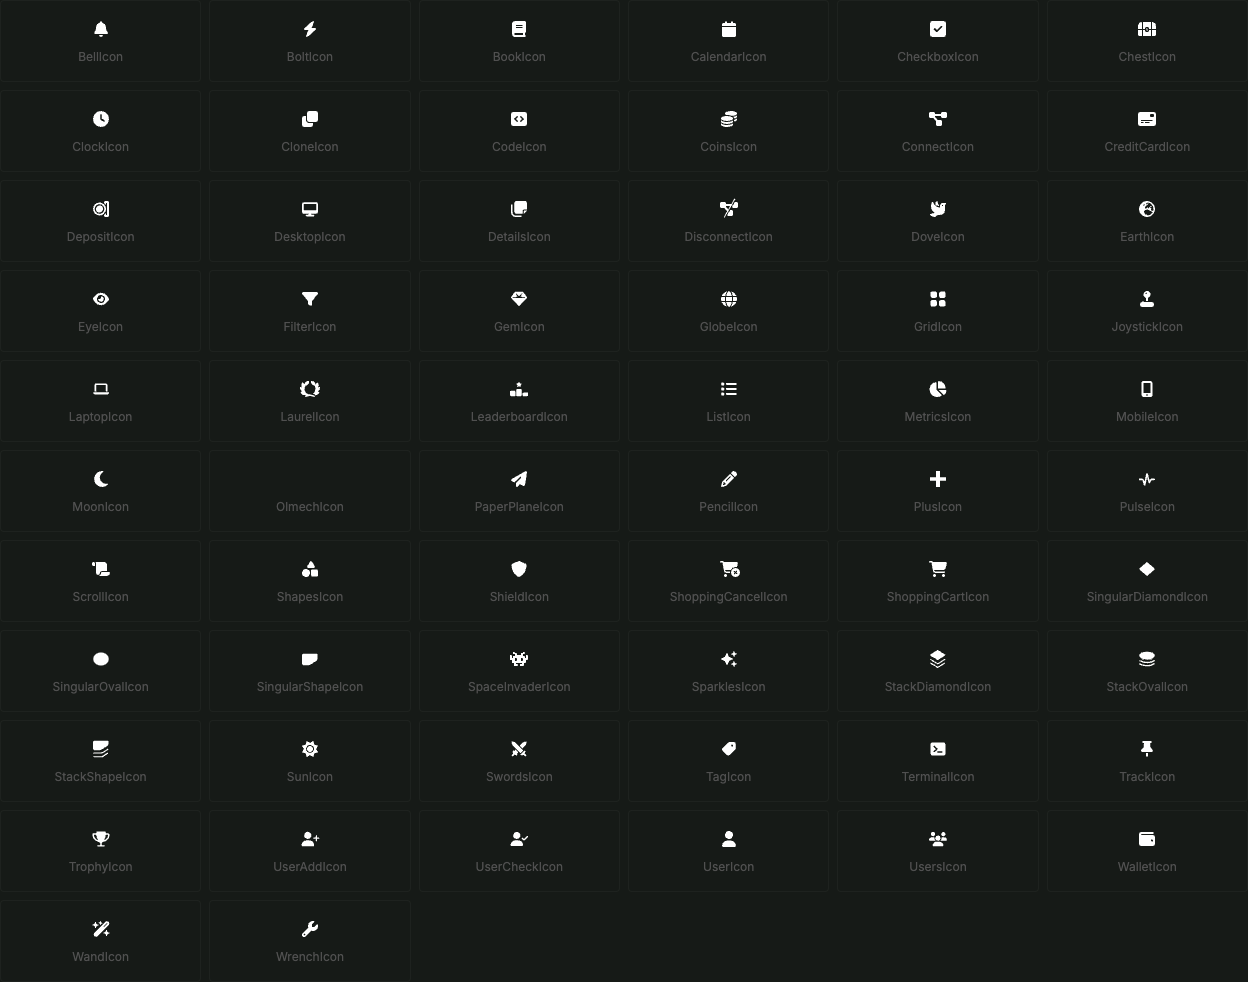 BellIcon
BoltIcon
BookIcon
CalendarIcon
CheckboxIcon
ChestIcon
ClockIcon
CloneIcon
CodeIcon
CoinsIcon
ConnectIcon
CreditCardIcon
DepositIcon
DesktopIcon
DetailsIcon
DisconnectIcon
DoveIcon
EarthIcon
EyeIcon
FilterIcon
GemIcon
GlobeIcon
GridIcon
JoystickIcon
LaptopIcon
LaurelIcon
LeaderboardIcon
ListIcon
MetricsIcon
MobileIcon
MoonIcon
OlmechIcon
PaperPlaneIcon
PencilIcon
PlusIcon
PulseIcon
ScrollIcon
ShapesIcon
ShieldIcon
ShoppingCancelIcon
ShoppingCartIcon
SingularDiamondIcon
SingularOvalIcon
SingularShapeIcon
SpaceInvaderIcon
SparklesIcon
StackDiamondIcon
StackOvalIcon
StackShapeIcon
SunIcon
SwordsIcon
TagIcon
TerminalIcon
TrackIcon
TrophyIcon
UserAddIcon
UserCheckIcon
UserIcon
UsersIcon
WalletIcon
WandIcon
WrenchIcon